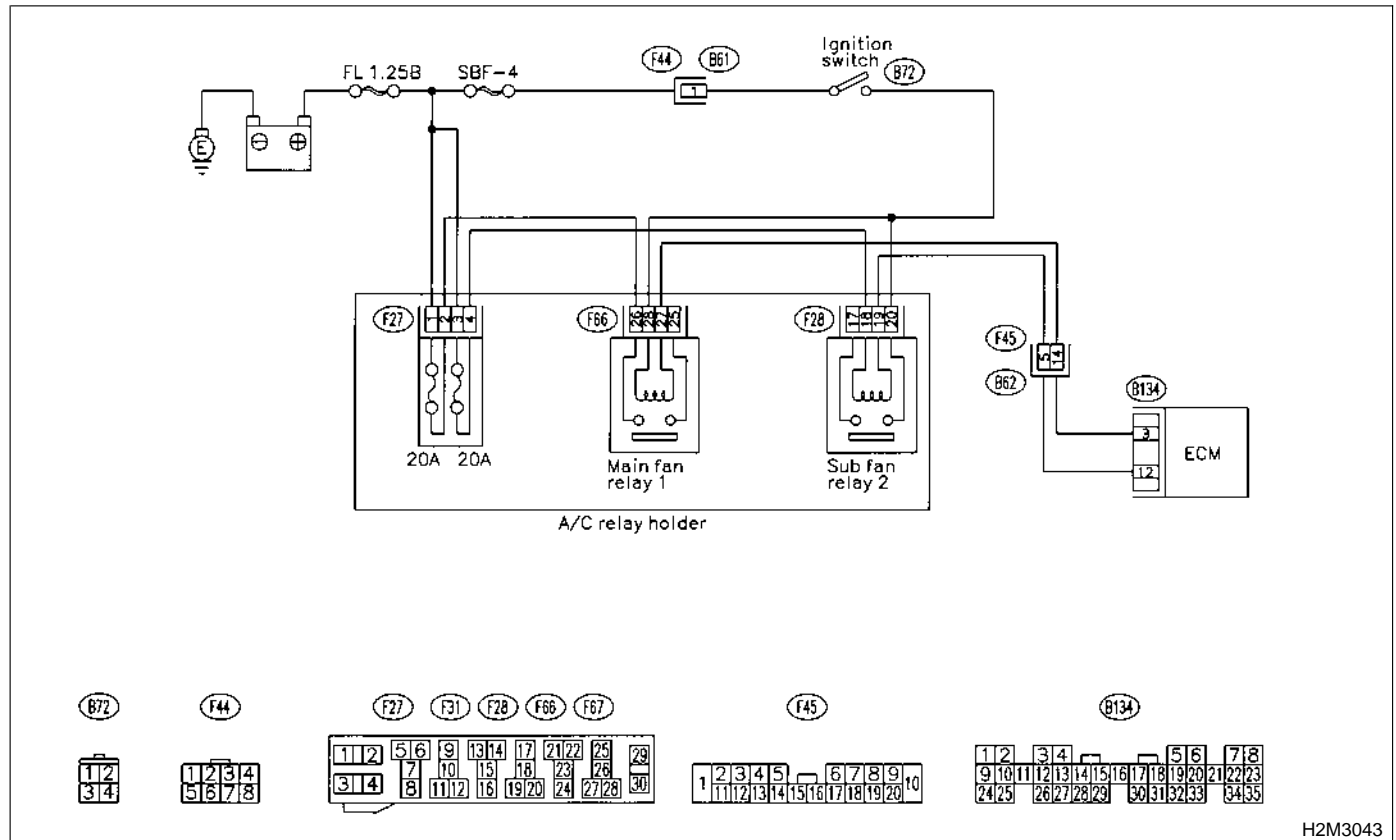 Ignition
switch
F44 B61 B72
FL 1.25B SBF-4
1
E
⊖ ⊕
F27 1 2 3 4
F66 26 28 27 25
F28 17 18 19 20
F45 5 14
B62
B134
3
12
ECM
20A 20A
Main fan
relay 1
Sub fan
relay 2
A/C relay holder
B72 F44 F27 F31 F28 F66 F67 F45 B134
1 2
3 4
1 2 3 4
5 6 7 8
1 2 5 6 9 13 14 17 21 22 25 29
7 10 15 18 23 26
3 4 8 11 12 16 19 20 24 27 28 30
1 2 3 4 5 6 7 8 9 10
11 12 13 14 15 16 17 18 19 20
1 2 3 4 5 6 7 8
9 10 11 12 13 14 15 16 17 18 19 20 21 22 23
24 25 26 27 28 29 30 31 32 33 34 35
H2M3043